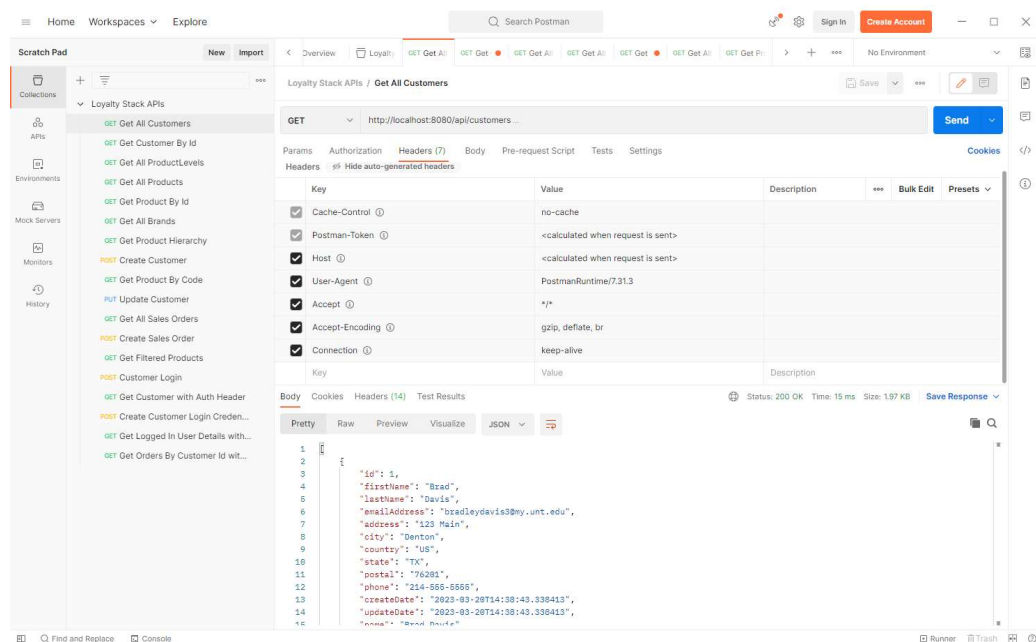 Home Workspaces Explore Search Postman Sign In Create Account
Scratch Pad New Import Overview Loyalty GET Get All GET Get GET Get All GET Get All GET Get GET Get All GET Get Pr No Environment
Collections
APIs
Environments
Mock Servers
Monitors
History
Loyalty Stack APIs
GET Get All Customers
GET Get Customer By Id
GET Get All ProductLevels
GET Get All Products
GET Get Product By Id
GET Get All Brands
GET Get Product Hierarchy
POST Create Customer
GET Get Product By Code
PUT Update Customer
GET Get All Sales Orders
POST Create Sales Order
GET Get Filtered Products
POST Customer Login
GET Get Customer with Auth Header
POST Create Customer Login Creden...
GET Get Logged In User Details with...
GET Get Orders By Customer Id wit...
Loyalty Stack APIs / Get All Customers Save
GET http://localhost:8080/api/customers... Send
Params Authorization Headers (7) Body Pre-request Script Tests Settings Cookies
Headers Hide auto-generated headers
Key Value Description Bulk Edit Presets
Cache-Control no-cache
Postman-Token <calculated when request is sent>
Host <calculated when request is sent>
User-Agent PostmanRuntime/7.31.3
Accept */*
Accept-Encoding gzip, deflate, br
Connection keep-alive
Key Value Description
Body Cookies Headers (14) Test Results Status: 200 OK Time: 15 ms Size: 1.97 KB Save Response
Pretty Raw Preview Visualize JSON
1 [
2 {
3 "id": 1,
4 "firstName": "Brad",
5 "lastName": "Davis",
6 "emailAddress": "bradleydavis3@my.unt.edu",
7 "address": "123 Main",
8 "city": "Denton",
9 "country": "US",
10 "state": "TX",
11 "postal": "76201",
12 "phone": "214-555-5555",
13 "createDate": "2023-03-20T14:38:43.338413",
14 "updateDate": "2023-03-20T14:38:43.338413",
15 "name": "Brad Davis"
Find and Replace Console Runner Trash